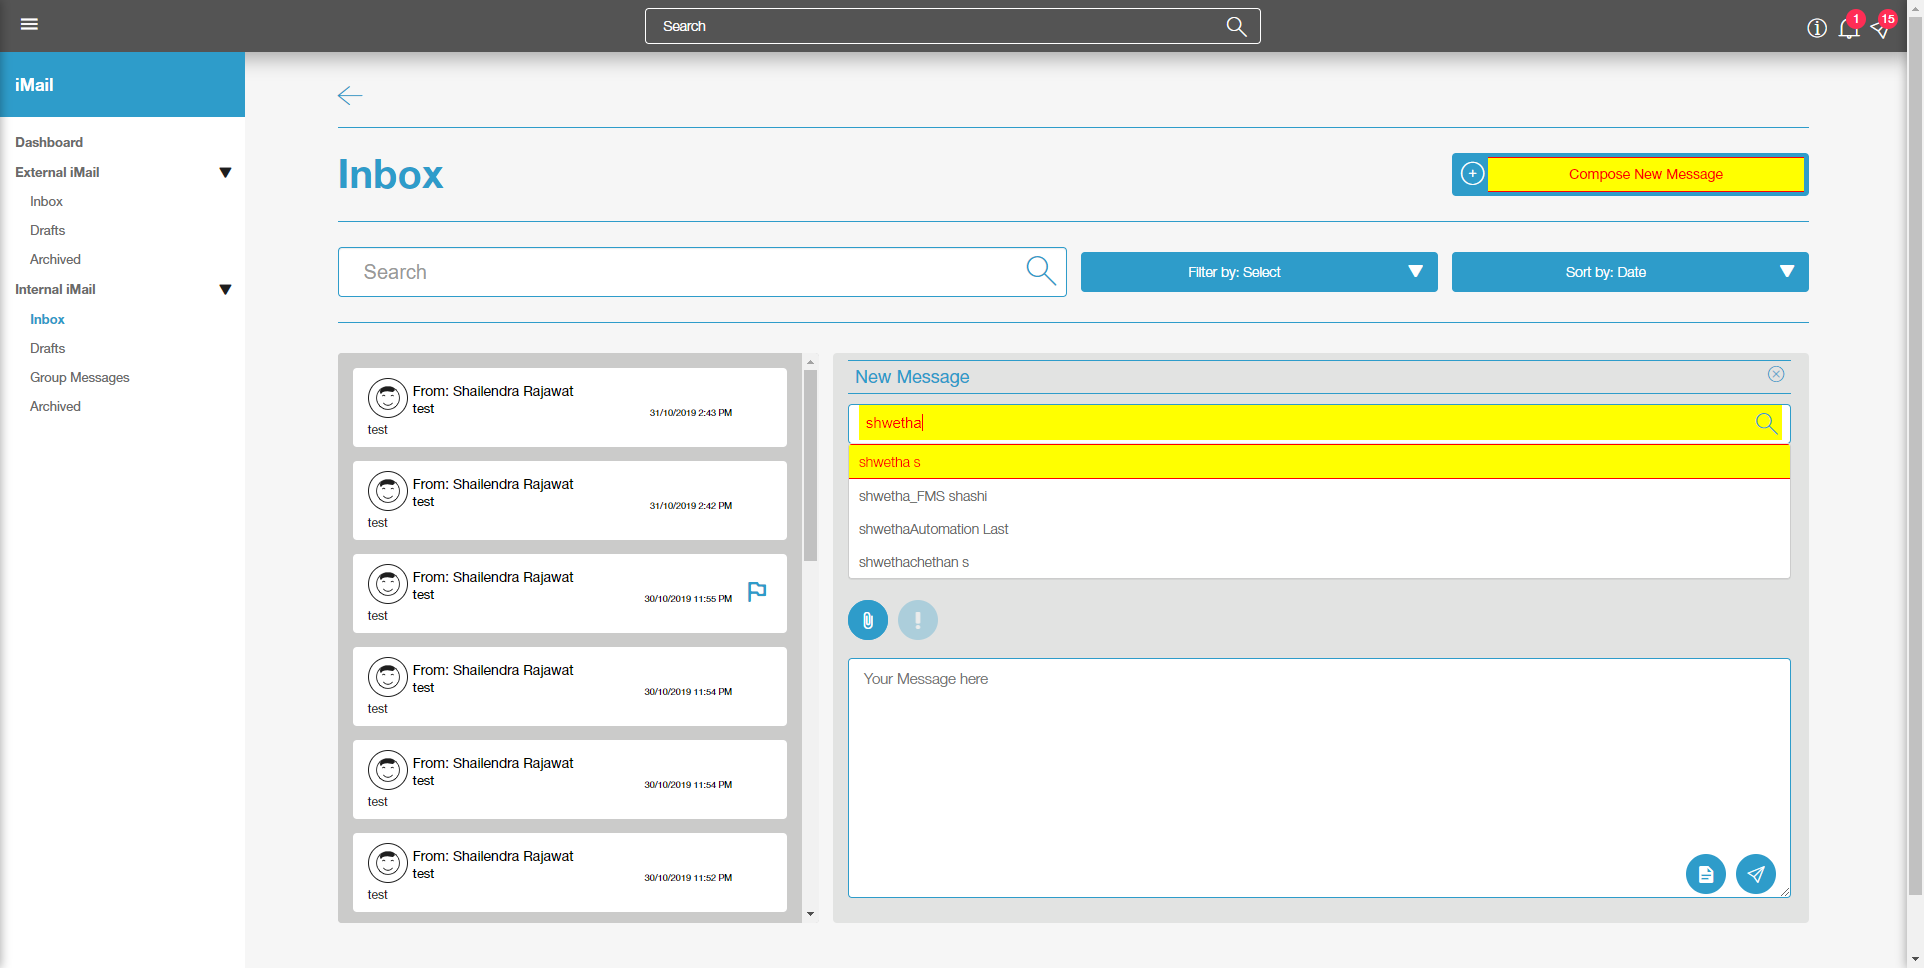 Search
1
15
iMail
Dashboard
External iMail
Inbox
Drafts
Archived
Internal iMail
Inbox
Drafts
Group Messages
Archived
Inbox
Compose New Message
Search
Filter by: Select
Sort by: Date
From: Shailendra Rajawat
test
31/10/2019 2:43 PM
test
From: Shailendra Rajawat
test
31/10/2019 2:42 PM
test
From: Shailendra Rajawat
test
30/10/2019 11:55 PM
test
From: Shailendra Rajawat
test
30/10/2019 11:54 PM
test
From: Shailendra Rajawat
test
30/10/2019 11:54 PM
test
From: Shailendra Rajawat
test
30/10/2019 11:52 PM
test
New Message
shwetha
shwetha s
shwetha_FMS shashi
shwethaAutomation Last
shwethachethan s
Your Message here